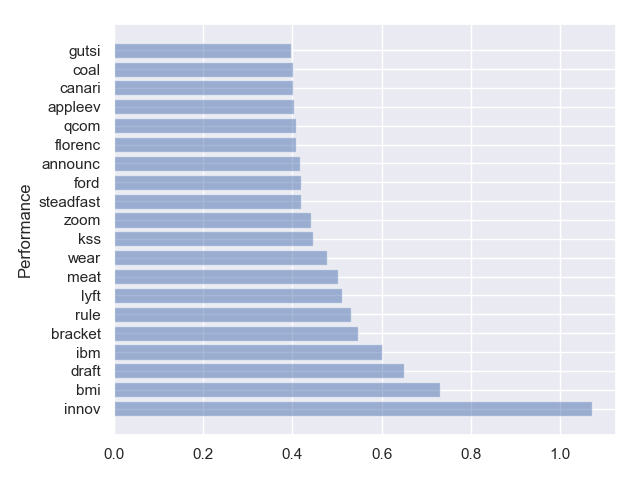 gutsi
coal
canari
appleev
qcom
florenc
announc
ford
steadfast
zoom
kss
wear
meat
lyft
rule
bracket
ibm
draft
bmi
innov
Performance
0.0 0.2 0.4 0.6 0.8 1.0